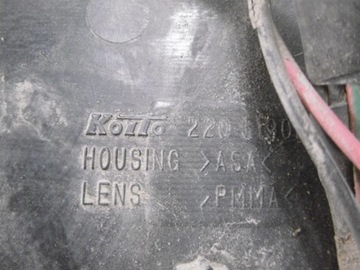 KOITO 220
HOUSING >ASA<
LENS >PMMA<